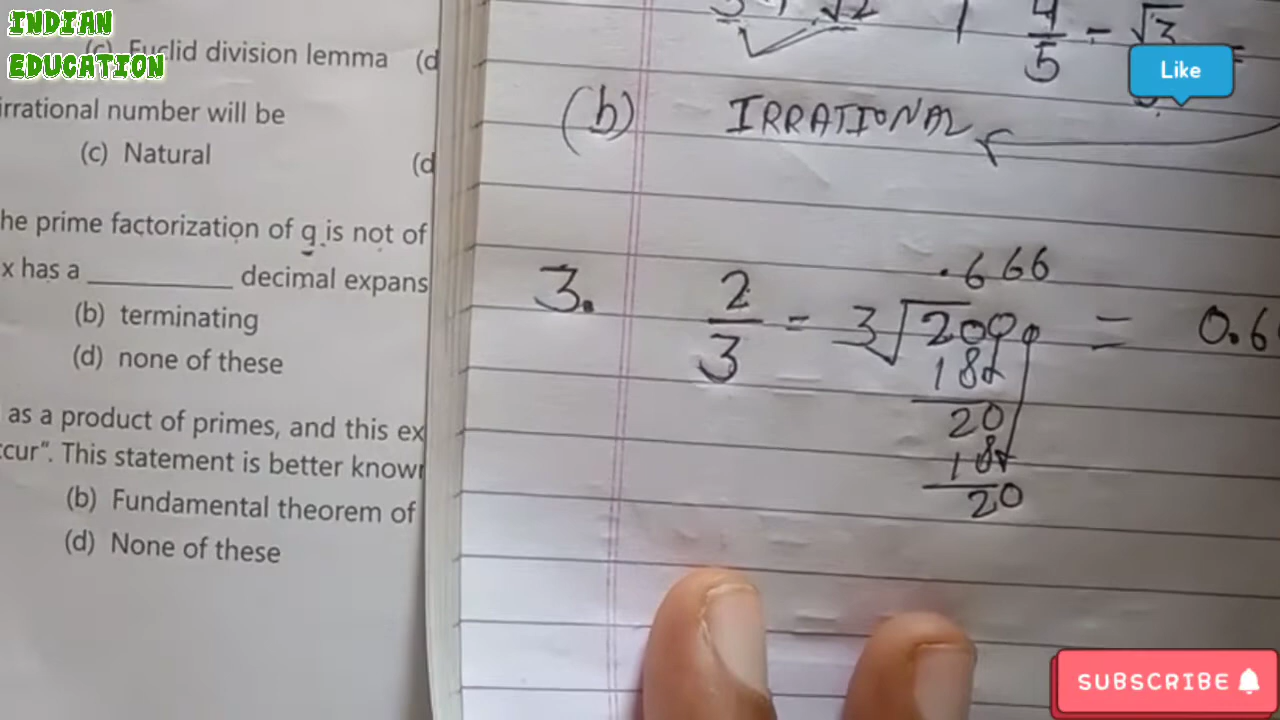 INDIAN
EDUCATION
(c) Euclid division lemma (d
irrational number will be
(c) Natural (d
he prime factorization of q is not of
x has a __________ decimal expans
(b) terminating
(d) none of these
as a product of primes, and this ex
ccur". This statement is better know
(b) Fundamental theorem of
(d) None of these
4/5 - √3
Like
(b) IRRATIONAL
.666
3. 2/3 = 3√2000 = 0.6
18
20
18
20
SUBSCRIBE